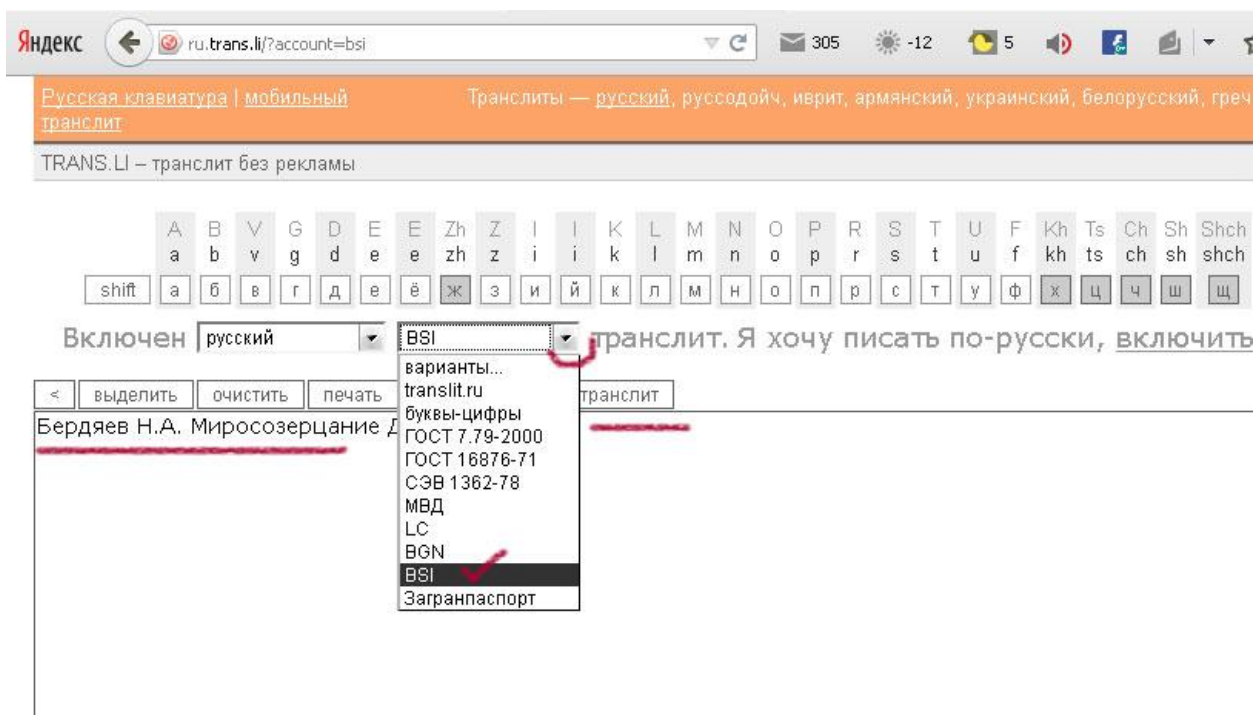 Яндекс ru.trans.li/?account=bsi 305 -12 5
Русская клавиатура | мобильный транслит
Транслиты — русский, руссодойч, иврит, армянский, украинский, белорусский, греч
TRANS.LI – транслит без рекламы
A B V G D E E Zh Z I I K L M N O P R S T U F Kh Ts Ch Sh Shch
a b v g d e e zh z i i k l m n o p r s t u f kh ts ch sh shch
shift а б в г д е ё ж з и й к л м н о п р с т у ф х ц ч ш щ
Включен русский BSI транслит. Я хочу писать по-русски, включить
варианты...
translit.ru
буквы-цифры
ГОСТ 7.79-2000
ГОСТ 16876-71
СЭВ 1362-78
МВД
LC
BGN
BSI
Загранпаспорт
< выделить очистить печать транслит
Бердяев Н.А. Миросозерцание